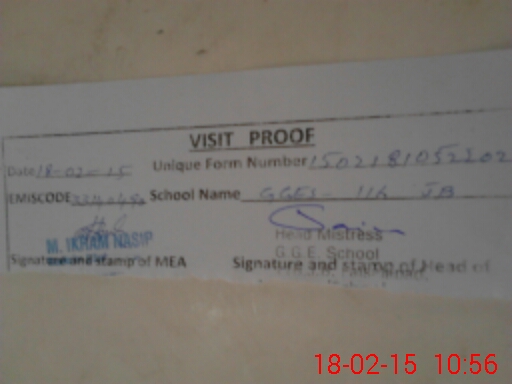 VISIT PROOF
Date 18-02-15 Unique Form Number
EMISCODE School Name GGES - JB
M. IKRAM NASIP
Head Mistress
G.G.E. School
Signature and stamp of MEA Signature and stamp of Head of
18-02-15 10:56